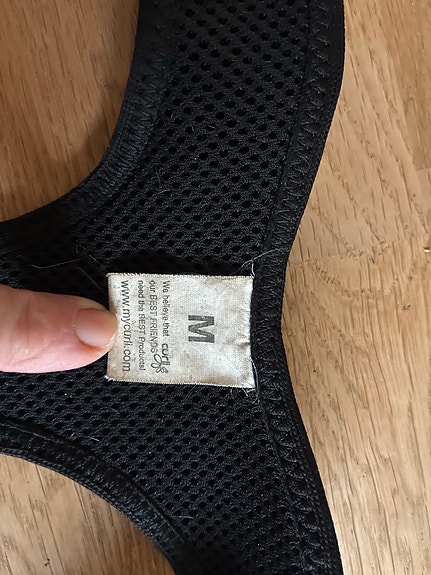 M
We believe that curli
our BEST FRIENDS
need the BEST Products!
www.mycurli.com